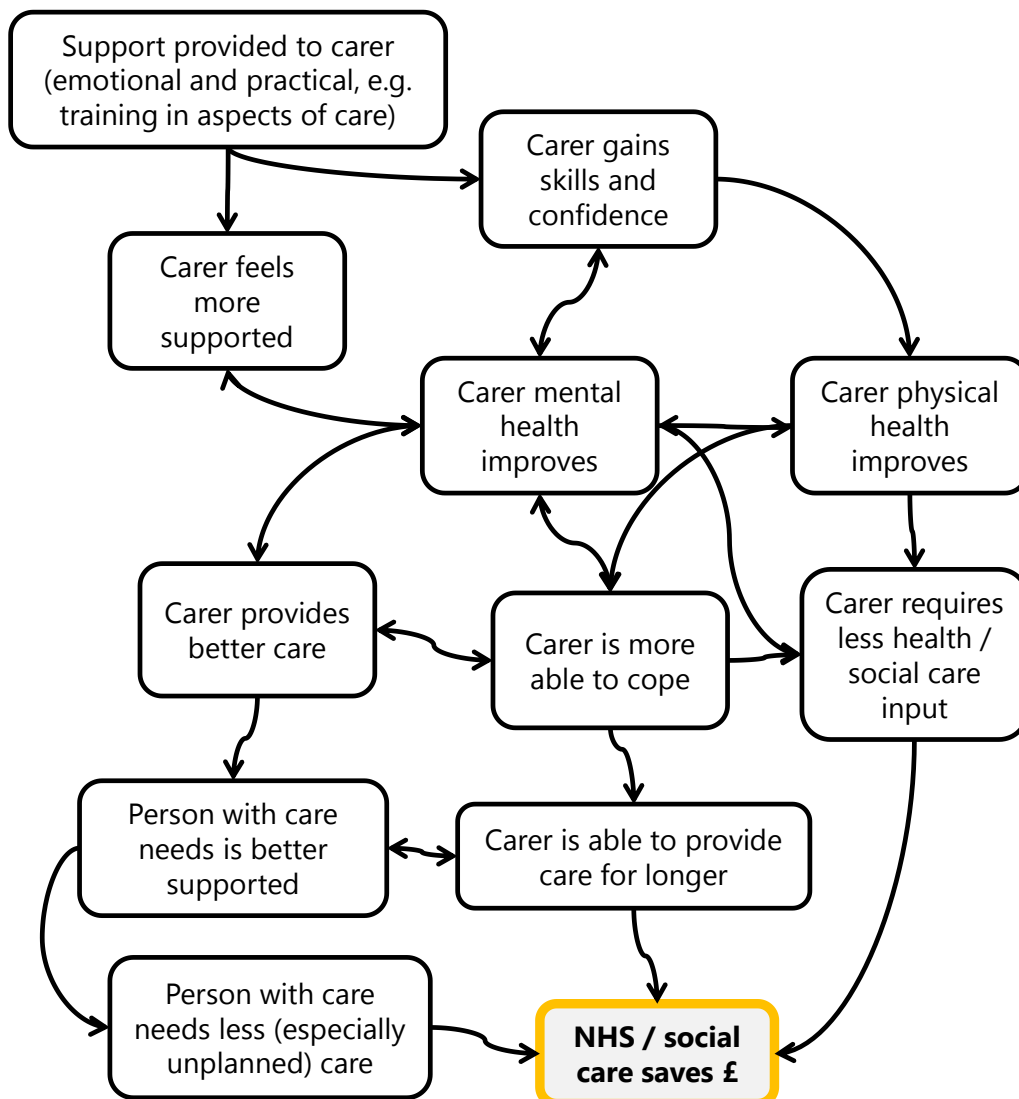 Support provided to carer
(emotional and practical, e.g.
training in aspects of care)
Carer gains
skills and
confidence
Carer feels
more
supported
Carer mental
health
improves
Carer physical
health
improves
Carer provides
better care
Carer is more
able to cope
Carer requires
less health /
social care
input
Person with care
needs is better
supported
Carer is able to provide
care for longer
Person with care
needs less (especially
unplanned) care
NHS / social
care saves £